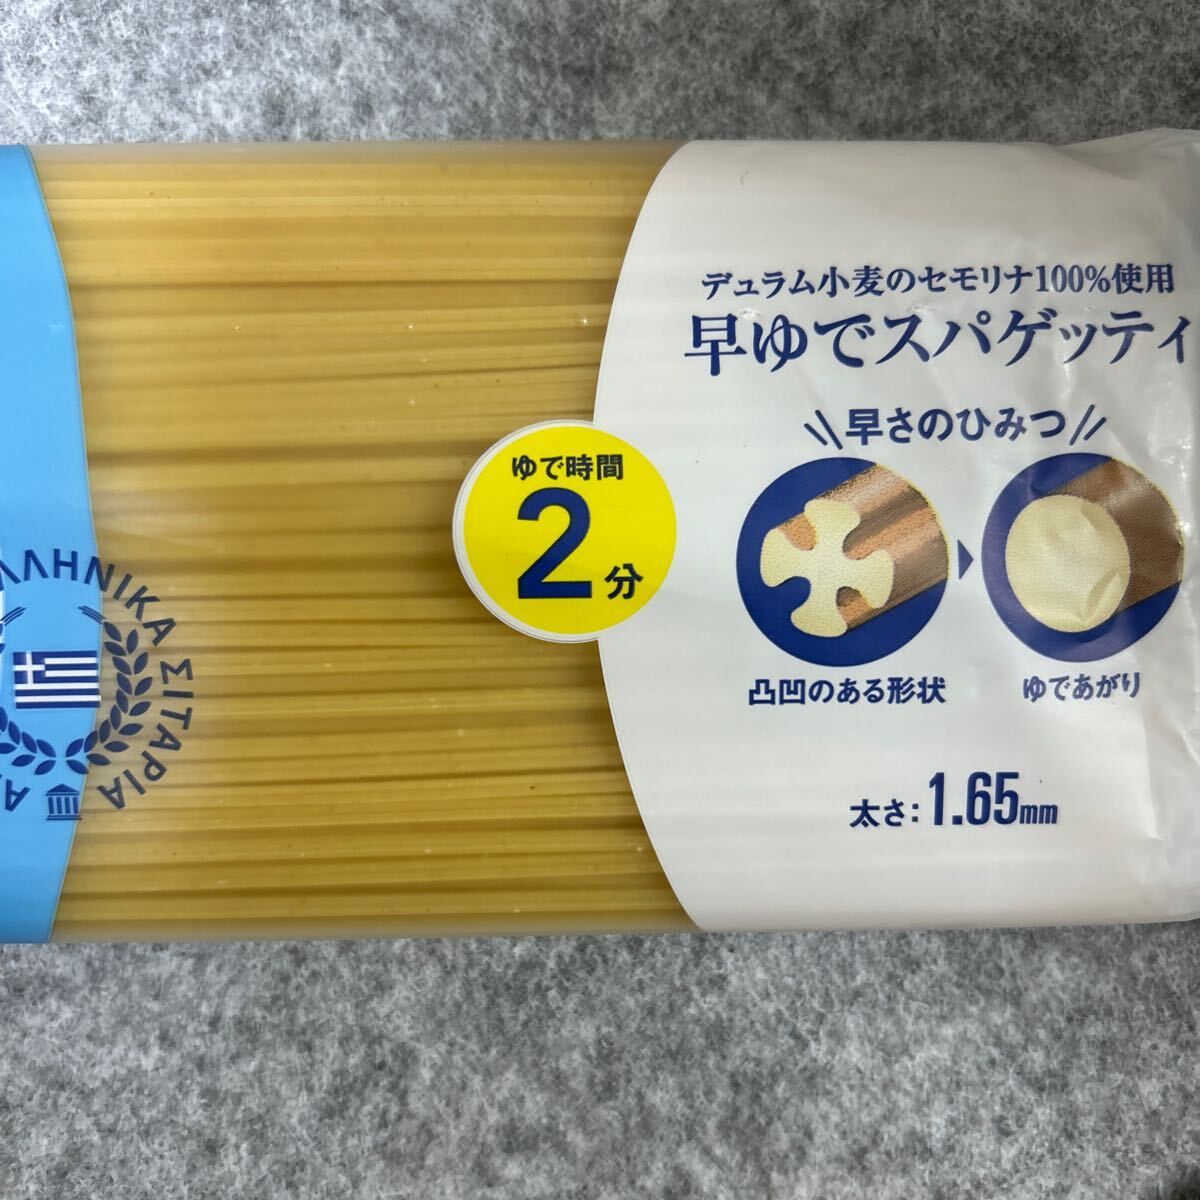 デュラム小麦のセモリナ100%使用
早ゆでスパゲッティ
早さのひみつ
凸凹のある形状
ゆであがり
太さ:1.65mm
ゆで時間
2分
ΛΗΝΙΚΑ ΣΙΤΑΡΙΑ